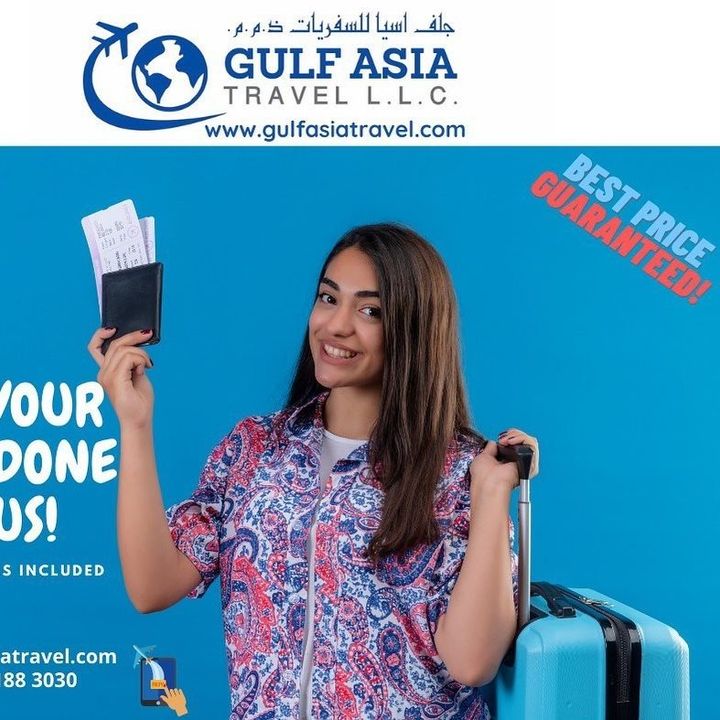 جلف اسيا للسفريات ذ.م.م.
GULF ASIA
TRAVEL L.L.C.
www.gulfasiatravel.com
BEST PRICE
GUARANTEED!
YOUR
DONE
US!
S INCLUDED
atravel.com
188 3030